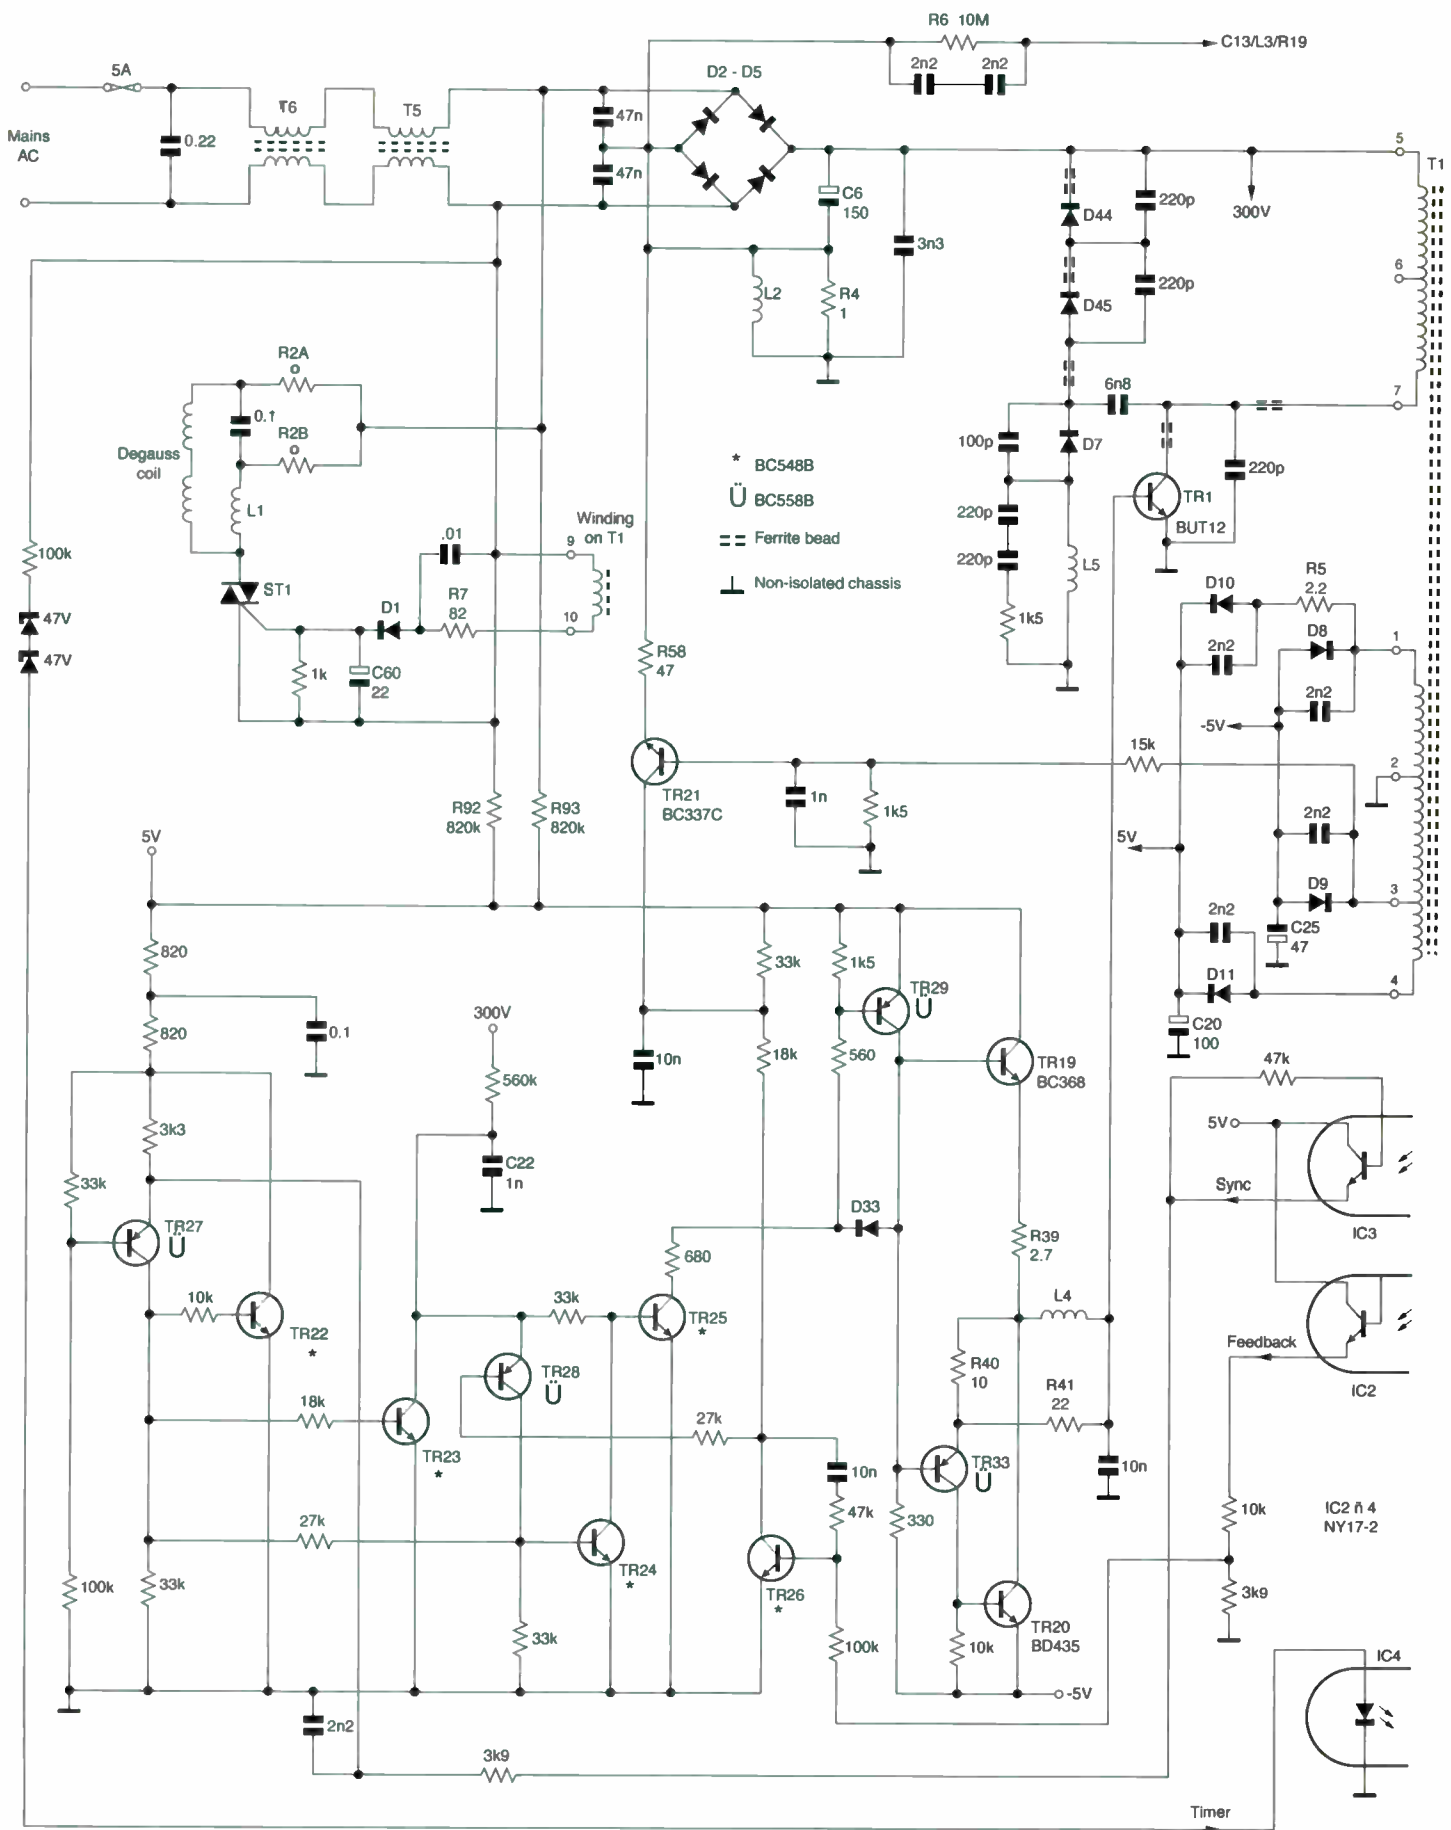 R6 10M
C13/L3/R19
2n2
2n2
5A
D2 - D5
T6
T5
47n
47n
Mains
AC
0.22
5
T1
C6
150
3n3
D44
220p
300V
6
220p
D45
L2
R4
1
R2A
0.1
R2B
Degauss
coil
L1
6n8
7
100p
D7
220p
TR1
BUT12
220p
220p
L5
1k5
* BC548B
Ü BC558B
Ferrite bead
Non-isolated chassis
Winding
on T1
9
10
.01
100k
ST1
D1
R7
82
47V
47V
1k
C60
22
R58
47
D10
R5
2.2
D8
1
2n2
2n2
-5V
15k
2
TR21
BC337C
1n
1k5
R92
820k
R93
820k
5V
5V
2n2
D9
3
2n2
C25
47
D11
4
C20
100
820
820
0.1
300V
560k
10n
33k
18k
1k5
560
TR29
Ü
TR19
BC368
47k
5V
Sync
IC3
3k3
33k
C22
1n
TR27
Ü
D33
R39
2.7
680
10k
TR22
*
33k
TR25
*
L4
Feedback
IC2
TR28
Ü
R40
10
R41
22
18k
TR23
*
27k
10n
47k
TR33
Ü
10n
330
10k
IC2 ñ 4
NY17-2
27k
TR24
*
TR26
*
100k
33k
33k
100k
10k
TR20
BD435
3k9
-5V
IC4
2n2
3k9
Timer